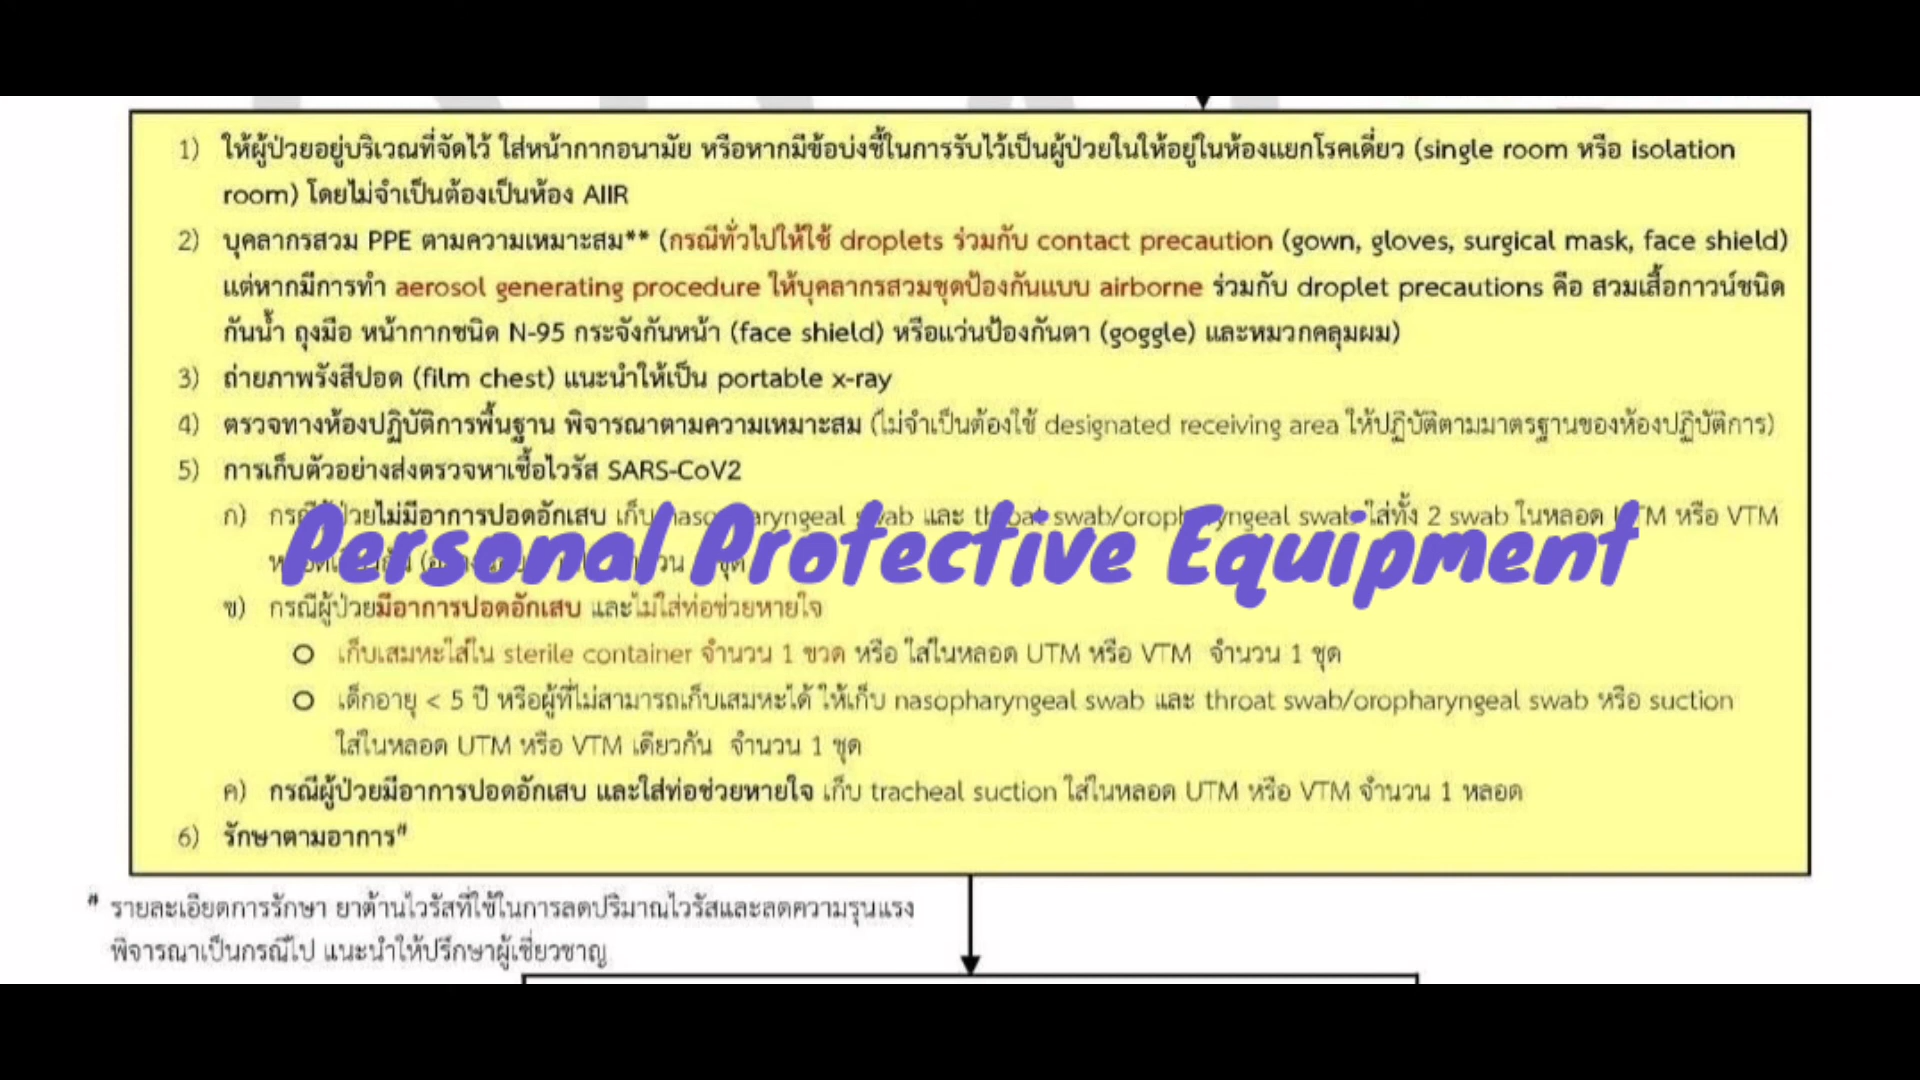 1) ให้ผู้ป่วยอยู่บริเวณที่จัดไว้ ใส่หน้ากากอนามัย หรือหากมีข้อบ่งชี้ในการรับไว้เป็นผู้ป่วยในให้อยู่ในห้องแยกโรคเดี่ยว (single room หรือ isolation
room) โดยไม่จำเป็นต้องเป็นห้อง AIIR
2) บุคลากรสวม PPE ตามความเหมาะสม** (กรณีทั่วไปให้ใช้ droplets ร่วมกับ contact precaution (gown, gloves, surgical mask, face shield)
แต่หากมีการทำ aerosol generating procedure ให้บุคลากรสวมชุดป้องกันแบบ airborne ร่วมกับ droplet precautions คือ สวมเสื้อกาวน์ชนิด
กันน้ำ ถุงมือ หน้ากากชนิด N-95 กระจังกันหน้า (face shield) หรือแว่นป้องกันตา (goggle) และหมวกคลุมผม)
3) ถ่ายภาพรังสีปอด (film chest) แนะนำให้เป็น portable x-ray
4) ตรวจทางห้องปฏิบัติการพื้นฐาน พิจารณาตามความเหมาะสม (ไม่จำเป็นต้องใช้ designated receiving area ให้ปฏิบัติตามมาตรฐานของห้องปฏิบัติการ)
5) การเก็บตัวอย่างส่งตรวจหาเชื้อไวรัส SARS-CoV2
ก) กรณีผู้ป่วยไม่มีอาการปอดอักเสบ เก็บ nasopharyngeal swab และ throat swab/oropharyngeal swab ใส่ทั้ง 2 swab ในหลอด UTM หรือ VTM
Personal Protective Equipment
ข) กรณีผู้ป่วยมีอาการปอดอักเสบ และไม่ใส่ท่อช่วยหายใจ
เก็บเสมหะใส่ใน sterile container จำนวน 1 ขวด หรือ ใส่ในหลอด UTM หรือ VTM จำนวน 1 ชุด
เด็กอายุ < 5 ปี หรือผู้ที่ไม่สามารถเก็บเสมหะได้ ให้เก็บ nasopharyngeal swab และ throat swab/oropharyngeal swab หรือ suction
ใส่ในหลอด UTM หรือ VTM เดียวกัน จำนวน 1 ชุด
ค) กรณีผู้ป่วยมีอาการปอดอักเสบ และใส่ท่อช่วยหายใจ เก็บ tracheal suction ใส่ในหลอด UTM หรือ VTM จำนวน 1 หลอด
6) รักษาตามอาการ#
# รายละเอียดการรักษา ยาต้านไวรัสที่ใช้ในการลดปริมาณไวรัสและลดความรุนแรง
พิจารณาเป็นกรณีไป แนะนำให้ปรึกษาผู้เชี่ยวชาญ